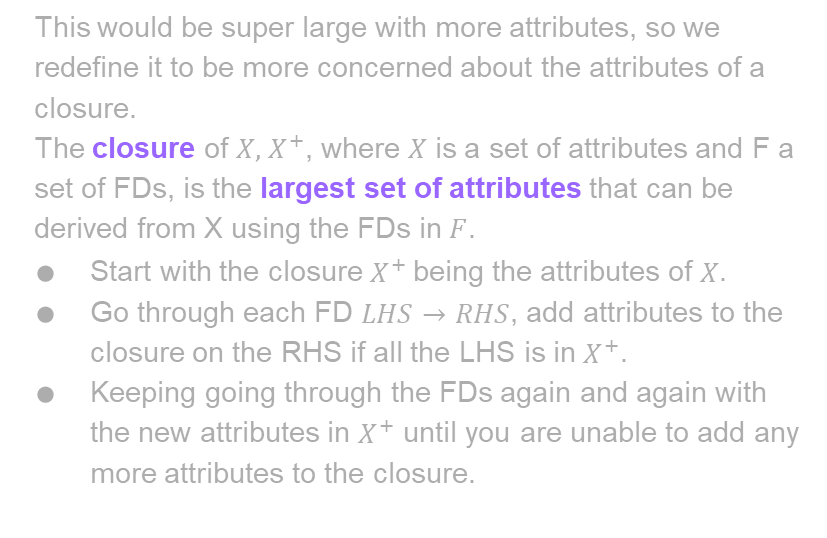 This would be super large with more attributes, so we
redefine it to be more concerned about the attributes of a
closure.
The closure of X, X⁺, where X is a set of attributes and F a
set of FDs, is the largest set of attributes that can be
derived from X using the FDs in F.
● Start with the closure X⁺ being the attributes of X.
● Go through each FD LHS → RHS, add attributes to the
closure on the RHS if all the LHS is in X⁺.
● Keeping going through the FDs again and again with
the new attributes in X⁺ until you are unable to add any
more attributes to the closure.